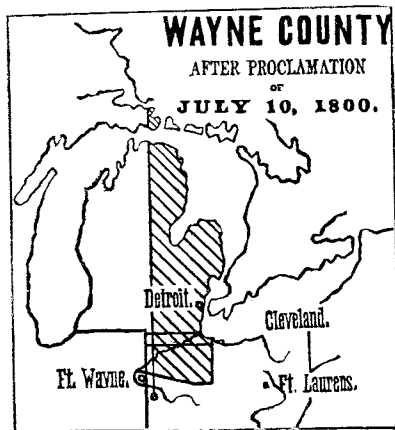 WAYNE COUNTY
AFTER PROCLAMATION
OF
JULY 10, 1800.
Detroit.
Cleveland.
Ft. Wayne.
Ft. Laurens.